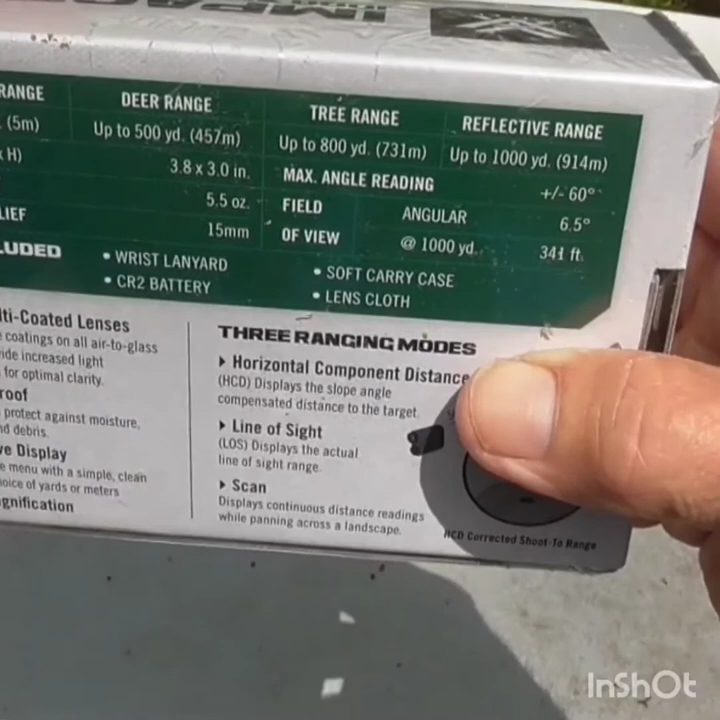 IMPACT
RANGE DEER RANGE TREE RANGE REFLECTIVE RANGE
(5m) Up to 500 yd. (457m) Up to 800 yd. (731m) Up to 1000 yd. (914m)
H) 3.8 x 3.0 in. MAX. ANGLE READING +/- 60°
5.5 oz. FIELD ANGULAR 6.5°
LIEF 15mm OF VIEW @ 1000 yd. 341 ft.
LUDED • WRIST LANYARD • SOFT CARRY CASE
• CR2 BATTERY • LENS CLOTH
lti-Coated Lenses
coatings on all air-to-glass
ide increased light
for optimal clarity.
roof
protect against moisture,
nd debris.
ve Display
e menu with a simple, clean
hoice of yards or meters
gnification
THREE RANGING MODES
▸ Horizontal Component Distance
(HCD) Displays the slope angle
compensated distance to the target.
▸ Line of Sight
(LOS) Displays the actual
line of sight range.
▸ Scan
Displays continuous distance readings
while panning across a landscape.
HCD Corrected Shoot-To Range
InShOt